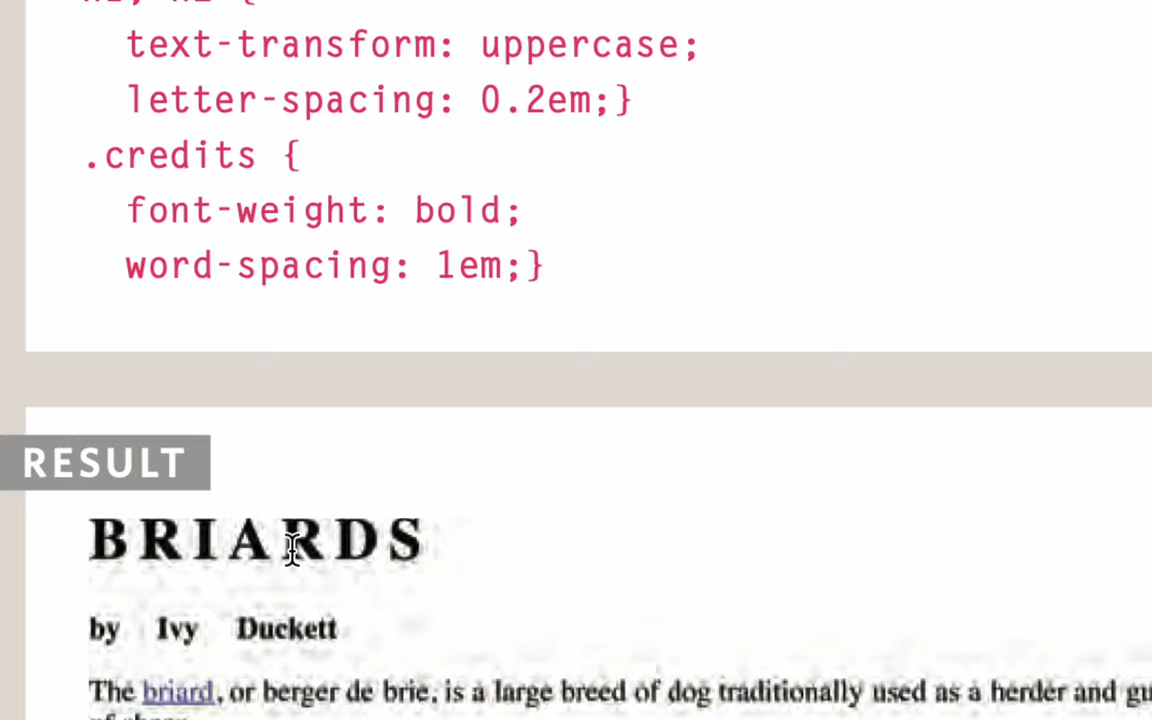 text-transform: uppercase;
letter-spacing: 0.2em;}
.credits {
font-weight: bold;
word-spacing: 1em;}
RESULT
BRIARDS
by Ivy Duckett
The briard, or berger de brie, is a large breed of dog traditionally used as a herder and